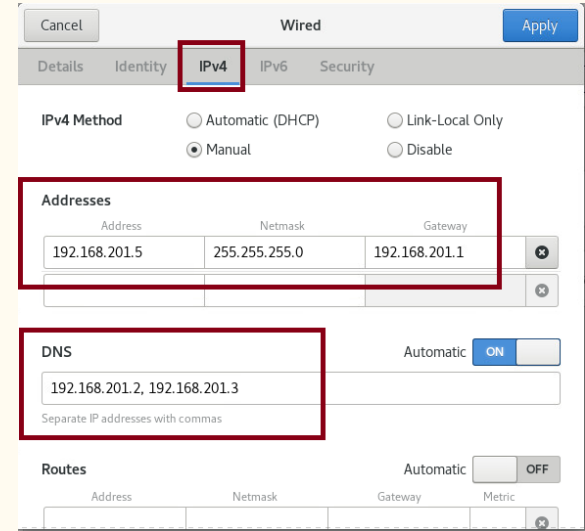 Cancel Wired Apply
Details Identity IPv4 IPv6 Security
IPv4 Method Automatic (DHCP) Link-Local Only
Manual Disable
Addresses
Address Netmask Gateway
192.168.201.5 255.255.255.0 192.168.201.1
DNS Automatic ON
192.168.201.2, 192.168.201.3
Separate IP addresses with commas
Routes Automatic OFF
Address Netmask Gateway Metric